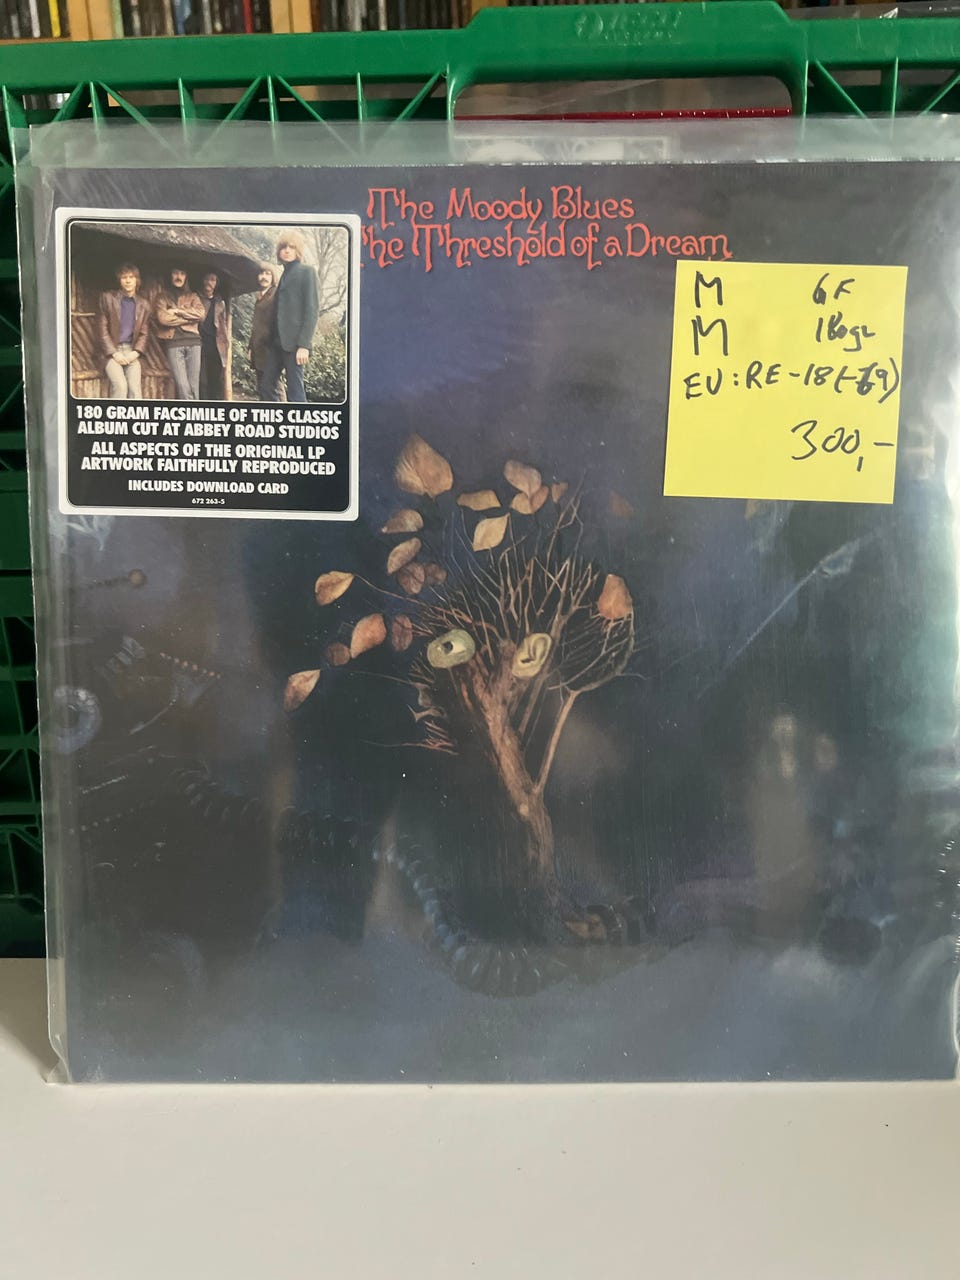 The Moody Blues
the Threshold of a Dream
180 GRAM FACSIMILE OF THIS CLASSIC
ALBUM CUT AT ABBEY ROAD STUDIOS
ALL ASPECTS OF THE ORIGINAL LP
ARTWORK FAITHFULLY REPRODUCED
INCLUDES DOWNLOAD CARD
672 263-5
M GF
M 180gr
EU: RE-18 (-69)
300,-